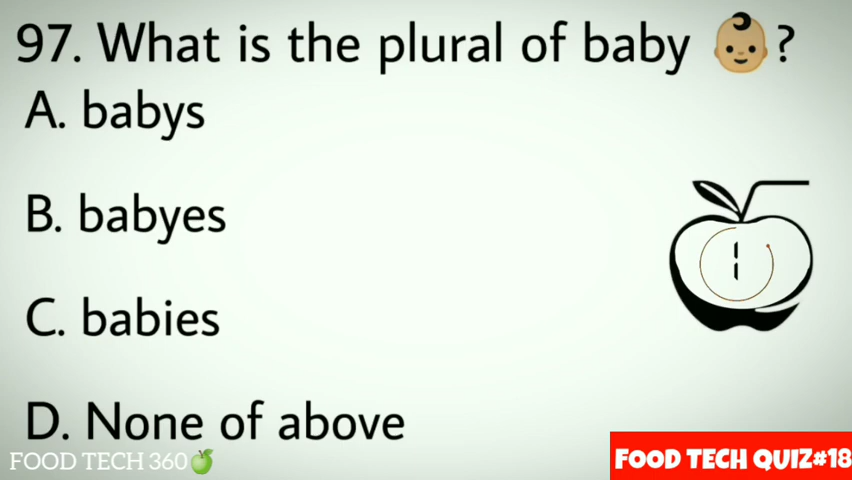 97. What is the plural of baby 👶?
A. babys
B. babyes
C. babies
D. None of above
1
FOOD TECH 360🍏
FOOD TECH QUIZ#18